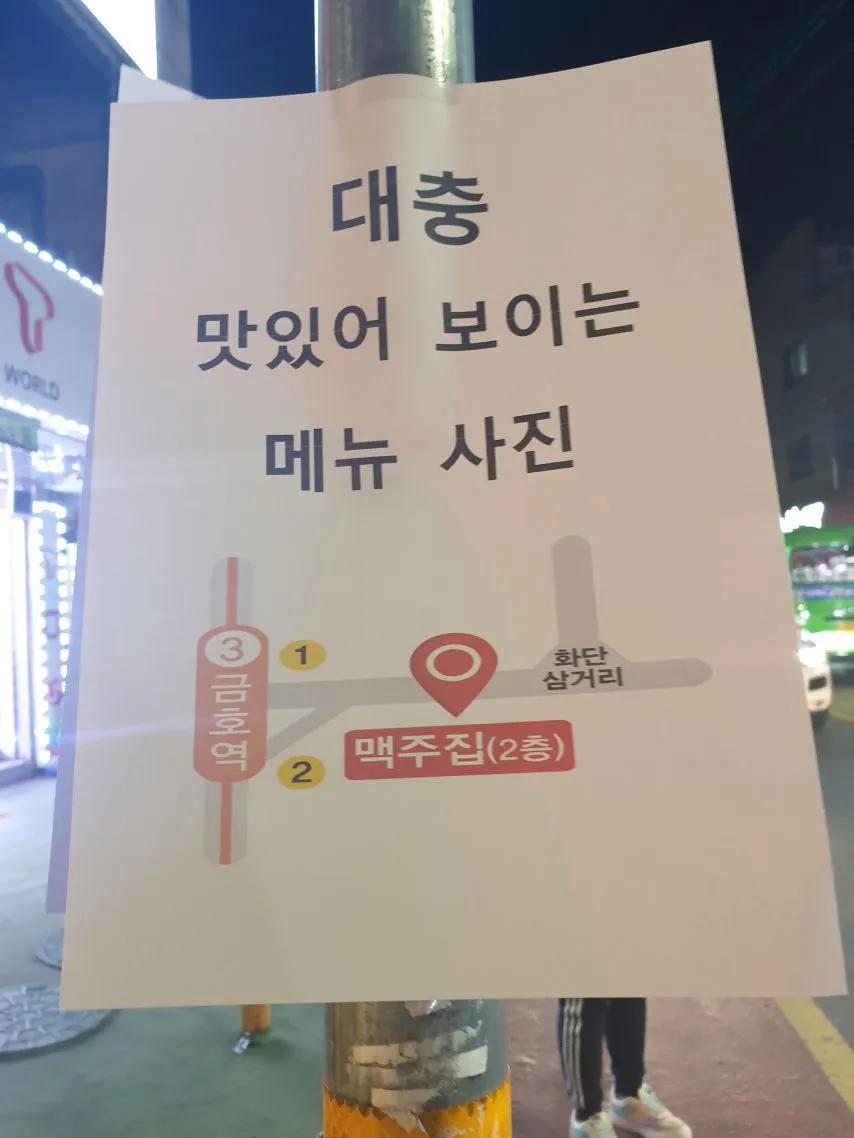 대충
맛있어 보이는
메뉴 사진
3
금호역
1
2
맥주집(2층)
화단
삼거리
WORLD